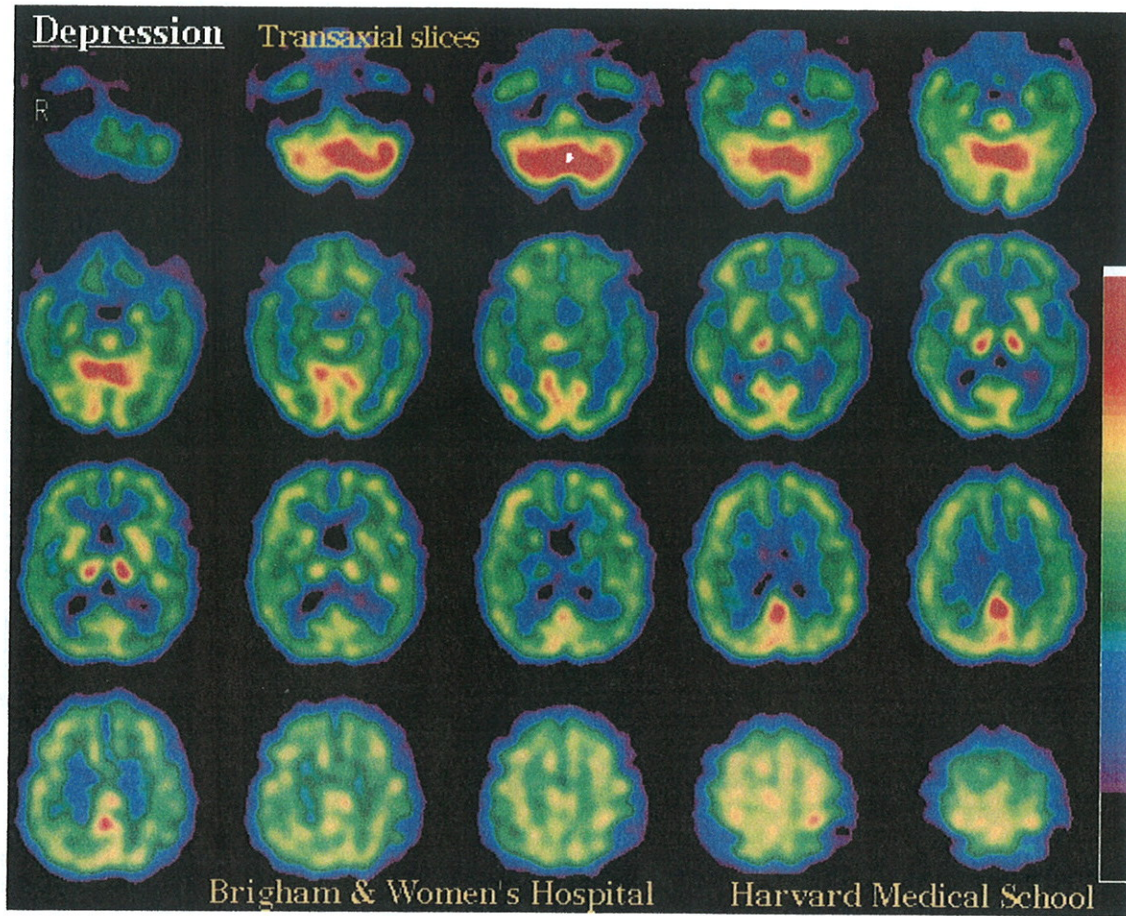 Depression Transaxial slices
R
Brigham & Women's Hospital Harvard Medical School